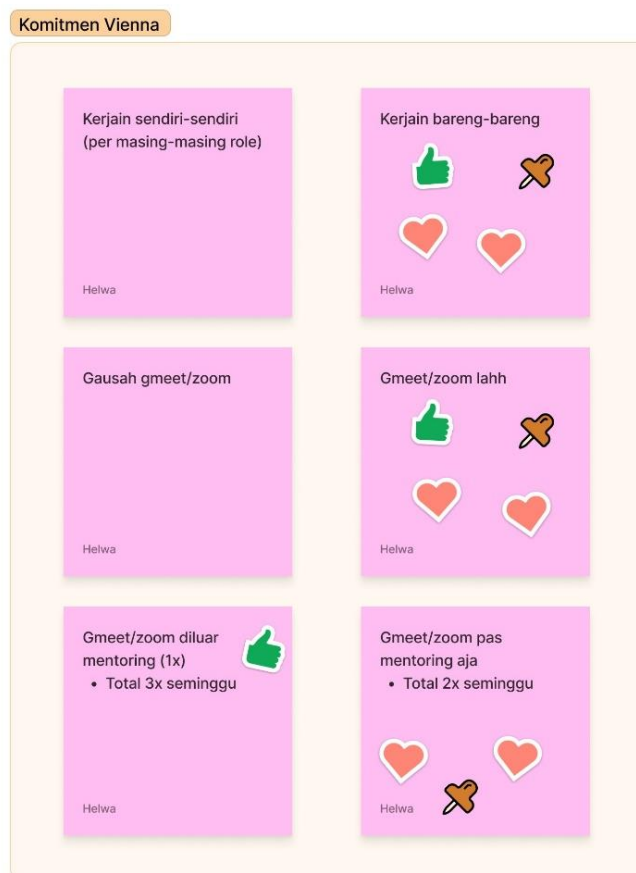 Komitmen Vienna
Kerjain sendiri-sendiri
(per masing-masing role)
Helwa
Kerjain bareng-bareng
Helwa
Gausah gmeet/zoom
Helwa
Gmeet/zoom lahh
Helwa
Gmeet/zoom diluar
mentoring (1x)
• Total 3x seminggu
Helwa
Gmeet/zoom pas
mentoring aja
• Total 2x seminggu
Helwa